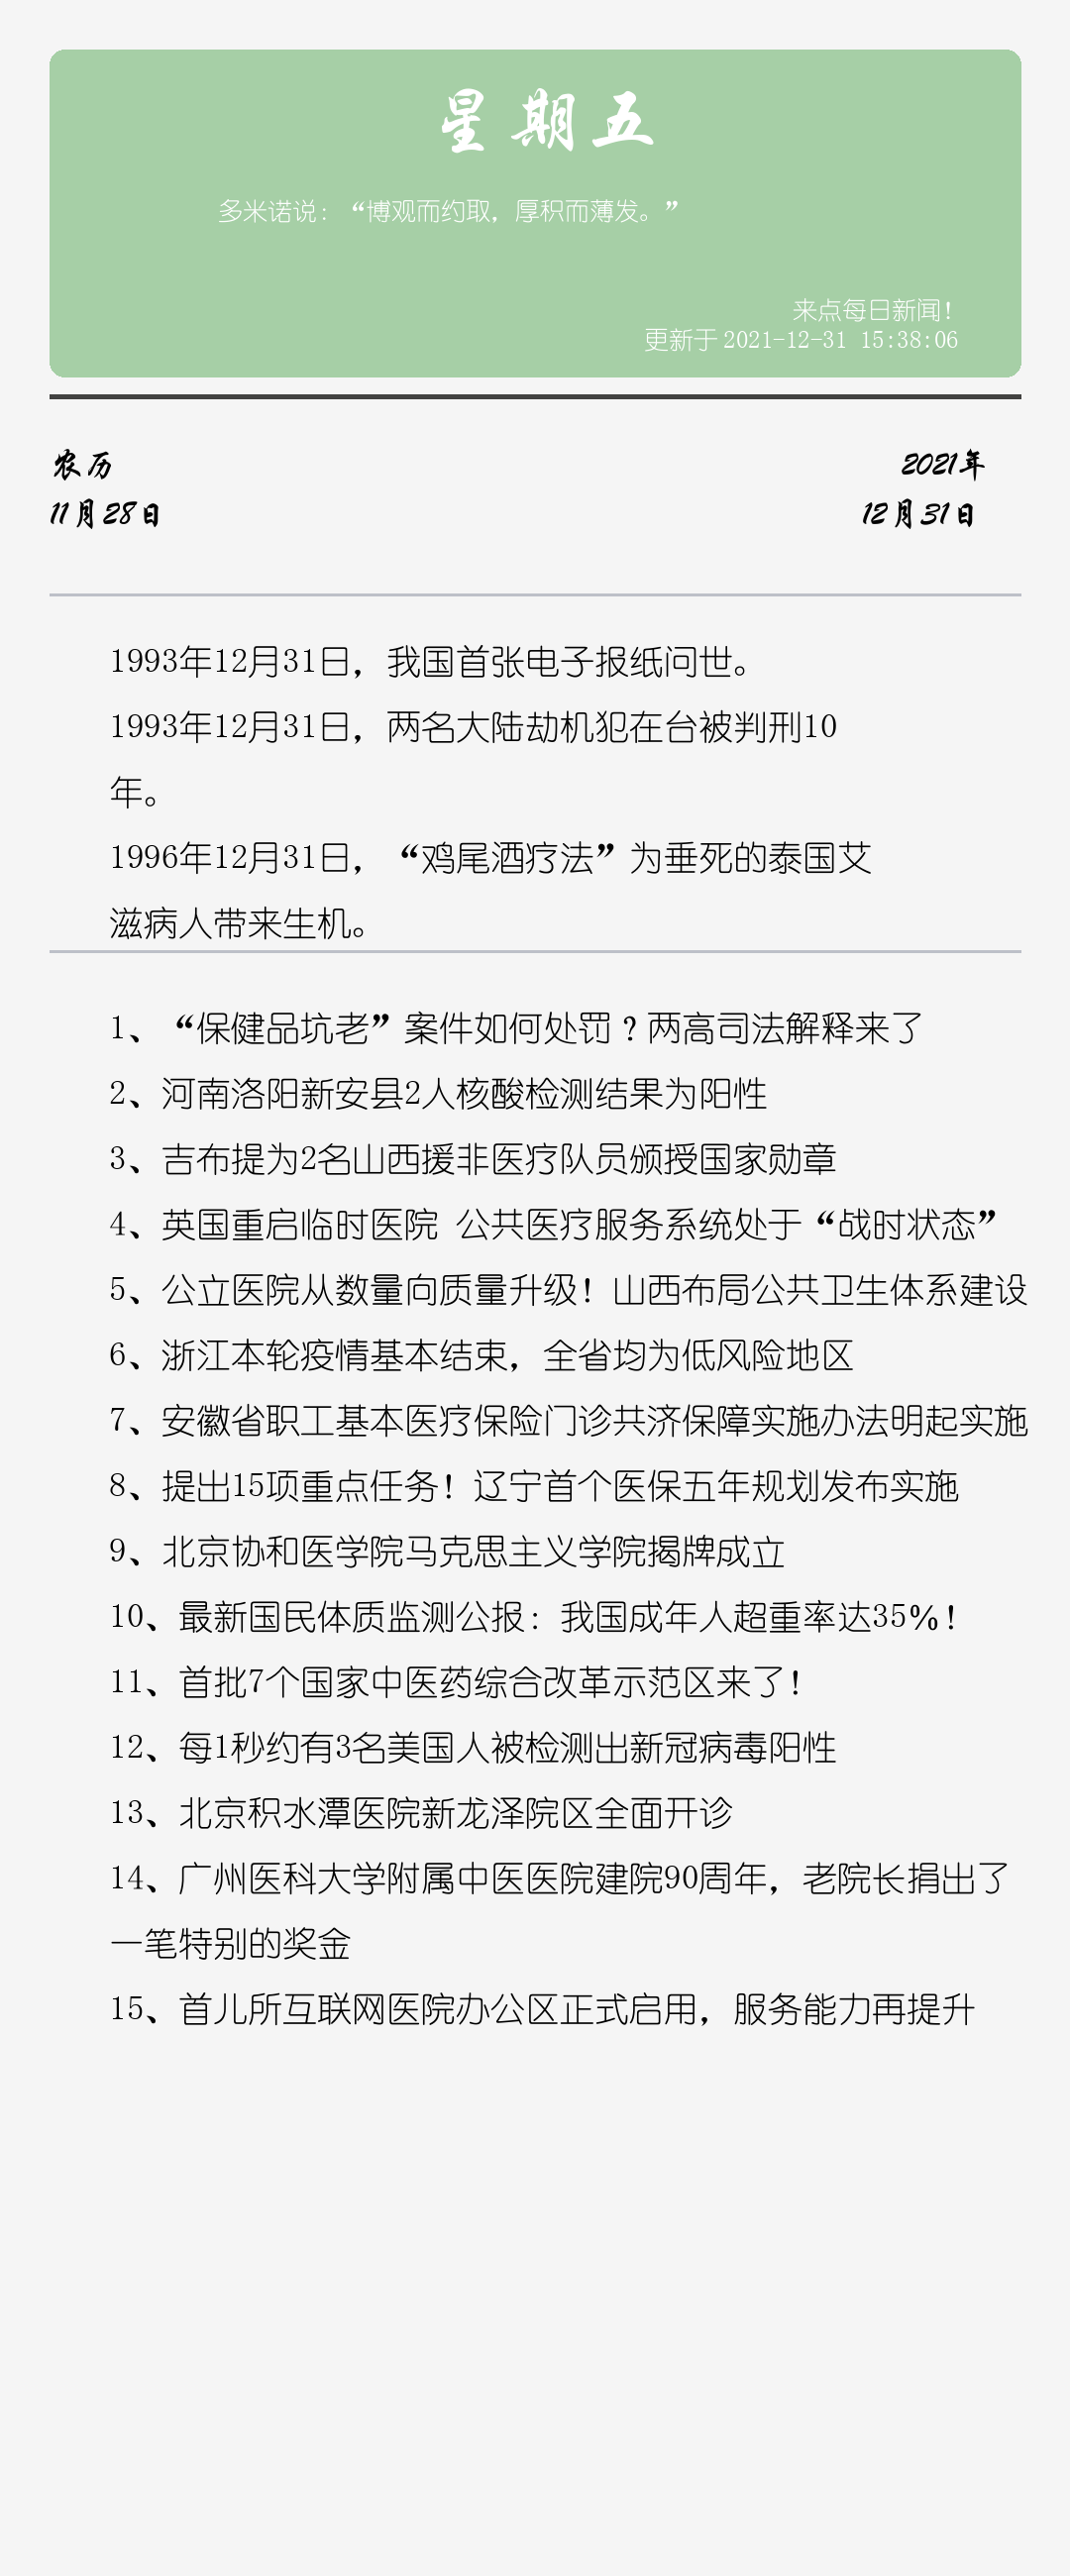 星期五
多米诺说：“博观而约取，厚积而薄发。”
来点每日新闻！
更新于 2021-12-31 15:38:06
农历
2021年
11月28日
12月31日
1993年12月31日，我国首张电子报纸问世。
1993年12月31日，两名大陆劫机犯在台被判刑10
年。
1996年12月31日，“鸡尾酒疗法”为垂死的泰国艾
滋病人带来生机。
1、“保健品坑老”案件如何处罚？两高司法解释来了
2、河南洛阳新安县2人核酸检测结果为阳性
3、吉布提为2名山西援非医疗队员颁授国家勋章
4、英国重启临时医院 公共医疗服务系统处于“战时状态”
5、公立医院从数量向质量升级！山西布局公共卫生体系建设
6、浙江本轮疫情基本结束，全省均为低风险地区
7、安徽省职工基本医疗保险门诊共济保障实施办法明起实施
8、提出15项重点任务！辽宁首个医保五年规划发布实施
9、北京协和医学院马克思主义学院揭牌成立
10、最新国民体质监测公报：我国成年人超重率达35%！
11、首批7个国家中医药综合改革示范区来了！
12、每1秒约有3名美国人被检测出新冠病毒阳性
13、北京积水潭医院新龙泽院区全面开诊
14、广州医科大学附属中医医院建院90周年，老院长捐出了
一笔特别的奖金
15、首儿所互联网医院办公区正式启用，服务能力再提升